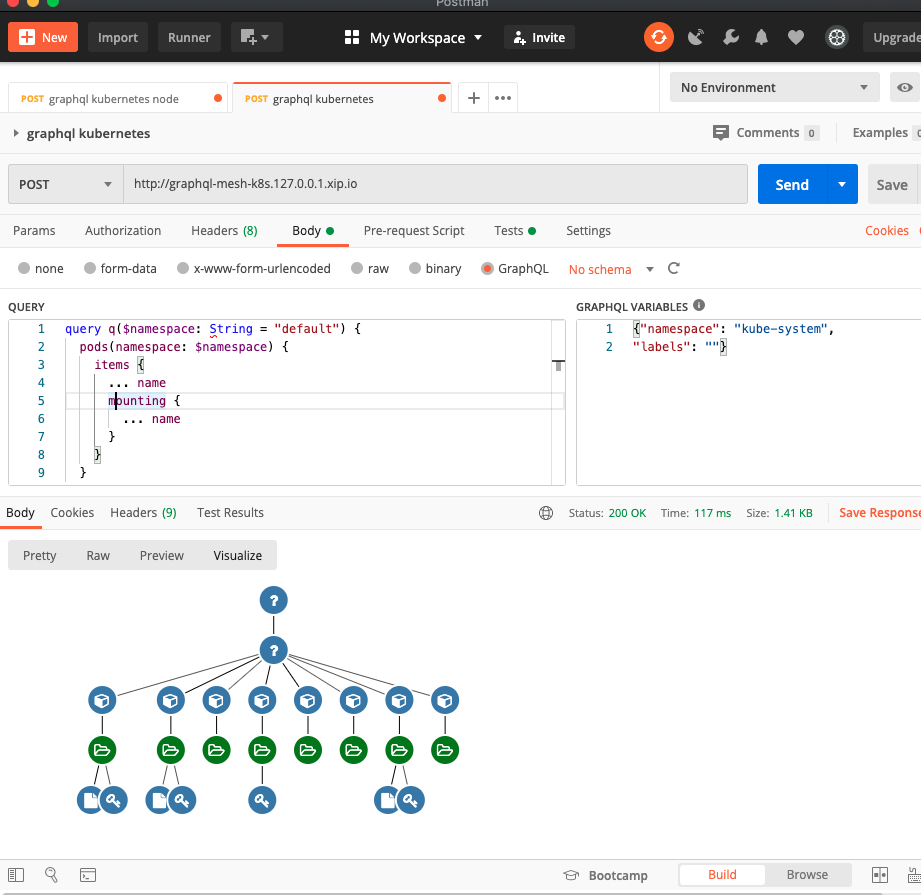 Postman
New
Import
Runner
My Workspace
Invite
Upgrade
POST graphql kubernetes node
POST graphql kubernetes
No Environment
graphql kubernetes
Comments 0
Examples
POST
http://graphql-mesh-k8s.127.0.0.1.xip.io
Send
Save
Params
Authorization
Headers (8)
Body
Pre-request Script
Tests
Settings
Cookies
none
form-data
x-www-form-urlencoded
raw
binary
GraphQL
No schema
QUERY
1 query q($namespace: String = "default") {
2 pods(namespace: $namespace) {
3 items {
4 ... name
5 mounting {
6 ... name
7 }
8 }
9 }
GRAPHQL VARIABLES
1 {"namespace": "kube-system",
2 "labels": ""}
Body
Cookies
Headers (9)
Test Results
Status: 200 OK
Time: 117 ms
Size: 1.41 KB
Save Response
Pretty
Raw
Preview
Visualize
?
?
Bootcamp
Build
Browse